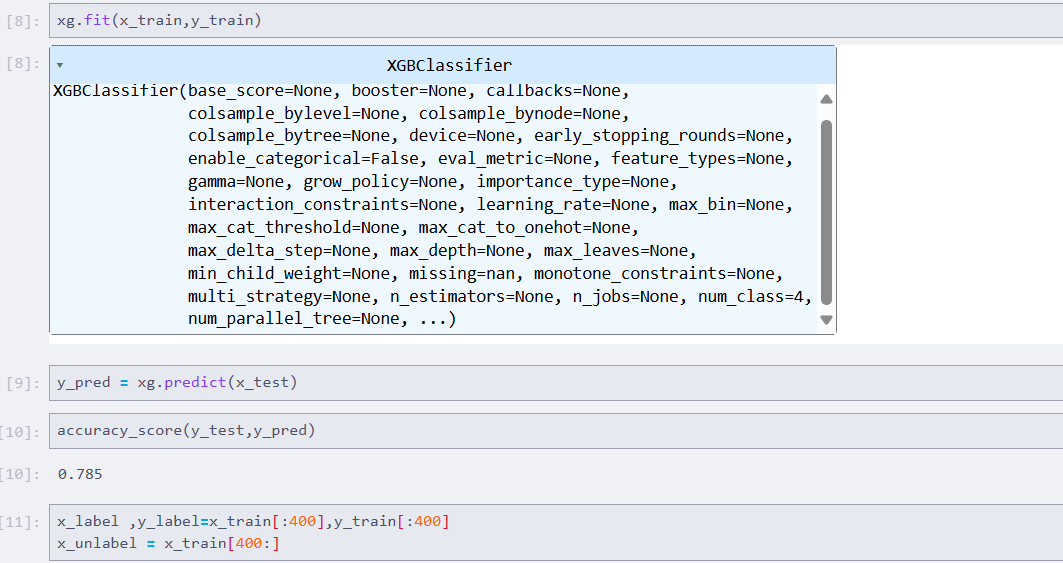 [8]: xg.fit(x_train,y_train)
[8]: XGBClassifier
XGBClassifier(base_score=None, booster=None, callbacks=None,
colsample_bylevel=None, colsample_bynode=None,
colsample_bytree=None, device=None, early_stopping_rounds=None,
enable_categorical=False, eval_metric=None, feature_types=None,
gamma=None, grow_policy=None, importance_type=None,
interaction_constraints=None, learning_rate=None, max_bin=None,
max_cat_threshold=None, max_cat_to_onehot=None,
max_delta_step=None, max_depth=None, max_leaves=None,
min_child_weight=None, missing=nan, monotone_constraints=None,
multi_strategy=None, n_estimators=None, n_jobs=None, num_class=4,
num_parallel_tree=None, ...)
[9]: y_pred = xg.predict(x_test)
[10]: accuracy_score(y_test,y_pred)
[10]: 0.785
[11]: x_label ,y_label=x_train[:400],y_train[:400]
x_unlabel = x_train[400:]